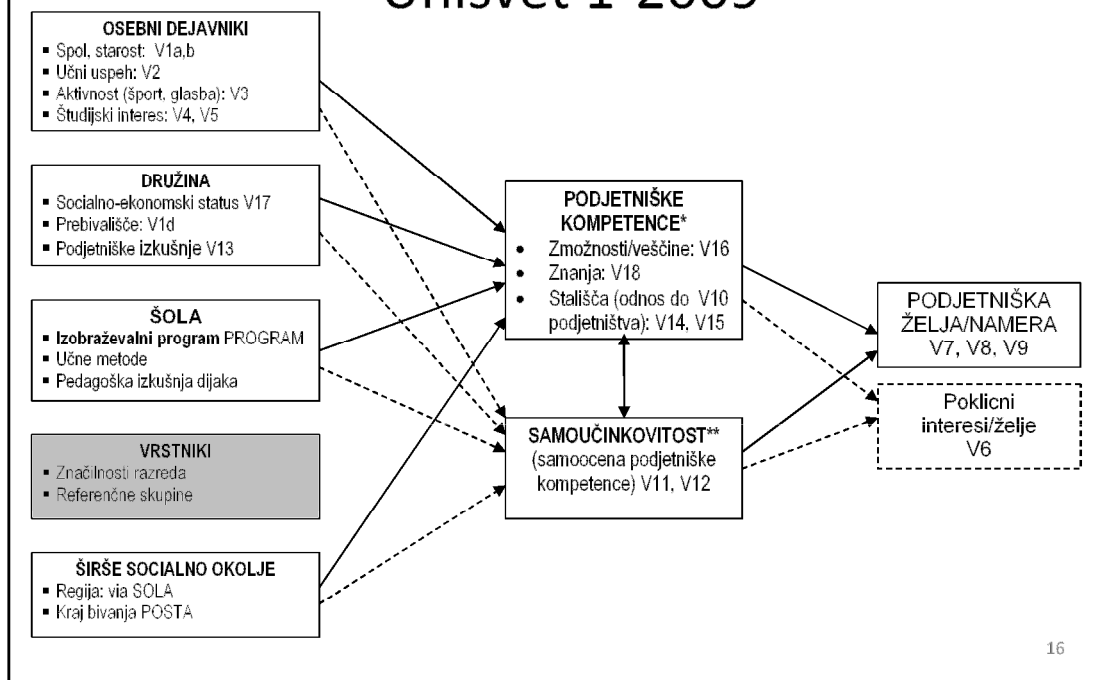 Unisvet 1-2009
OSEBNI DEJAVNIKI
▪ Spol, starost: V1a,b
▪ Učni uspeh: V2
▪ Aktivnost (šport, glasba): V3
▪ Študijski interes: V4, V5
DRUŽINA
▪ Socialno-ekonomski status V17
▪ Prebivališče: V1d
▪ Podjetniške izkušnje V13
ŠOLA
▪ Izobraževalni program PROGRAM
▪ Učne metode
▪ Pedagoška izkušnja dijaka
VRSTNIKI
▪ Značilnosti razreda
▪ Referenčne skupine
ŠIRŠE SOCIALNO OKOLJE
▪ Regija: via SOLA
▪ Kraj bivanja POSTA
PODJETNIŠKE
KOMPETENCE*
• Zmožnosti/veščine: V16
• Znanja: V18
• Stališča (odnos do V10
podjetništva): V14, V15
SAMOUČINKOVITOST**
(samoocena podjetniške
kompetence) V11, V12
PODJETNIŠKA
ŽELJA/NAMERA
V7, V8, V9
Poklicni
interesi/želje
V6
16